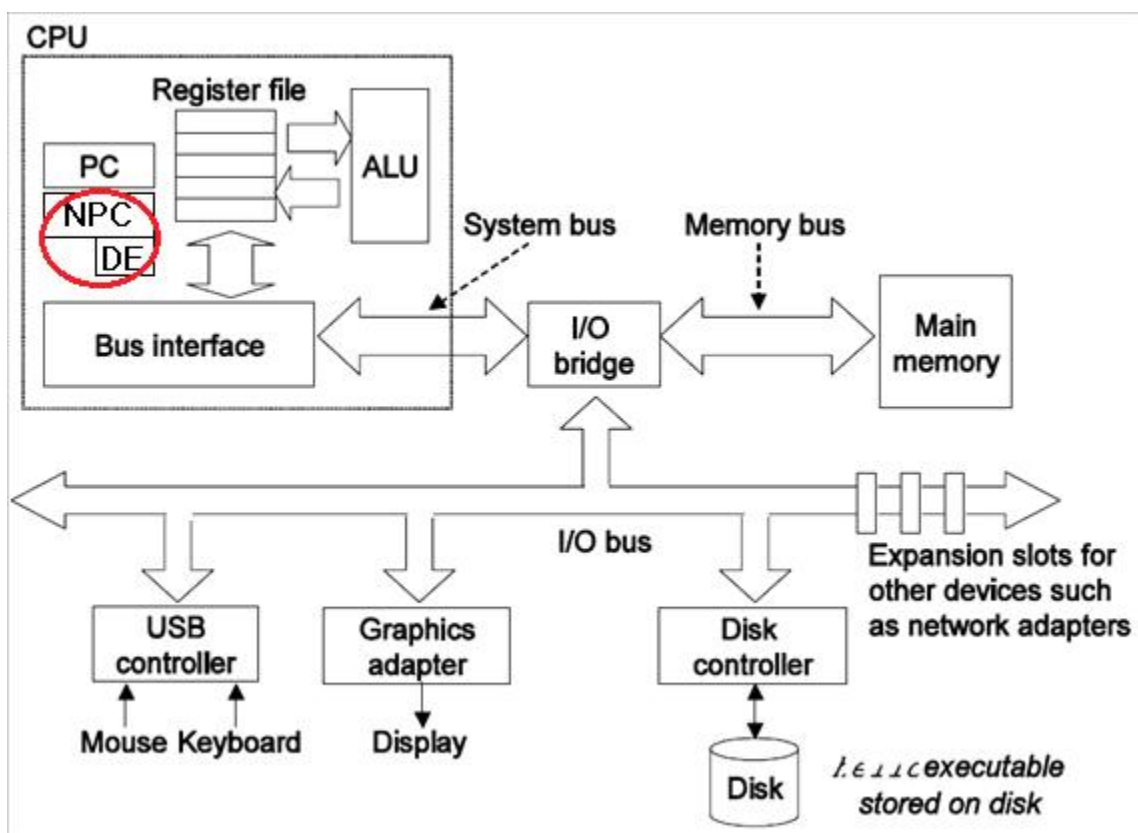 CPU
Register file
PC
ALU
NPC
DE
System bus
Memory bus
Bus interface
I/O
bridge
Main
memory
I/O bus
Expansion slots for
other devices such
as network adapters
USB
controller
Graphics
adapter
Disk
controller
Mouse Keyboard
Display
Disk
executable
stored on disk